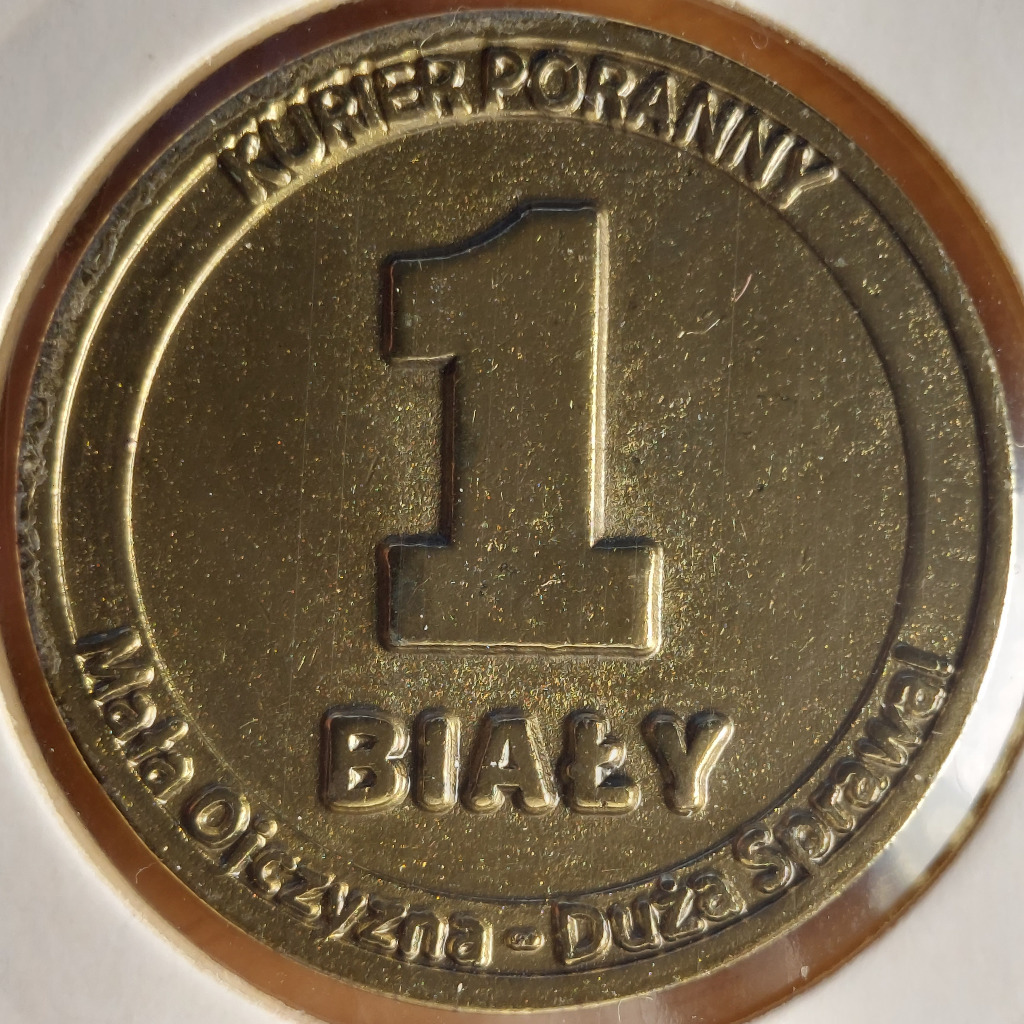 KURIER PORANNY
1
BIAŁY
Mała Ojczyzna - Duża Sprawa!